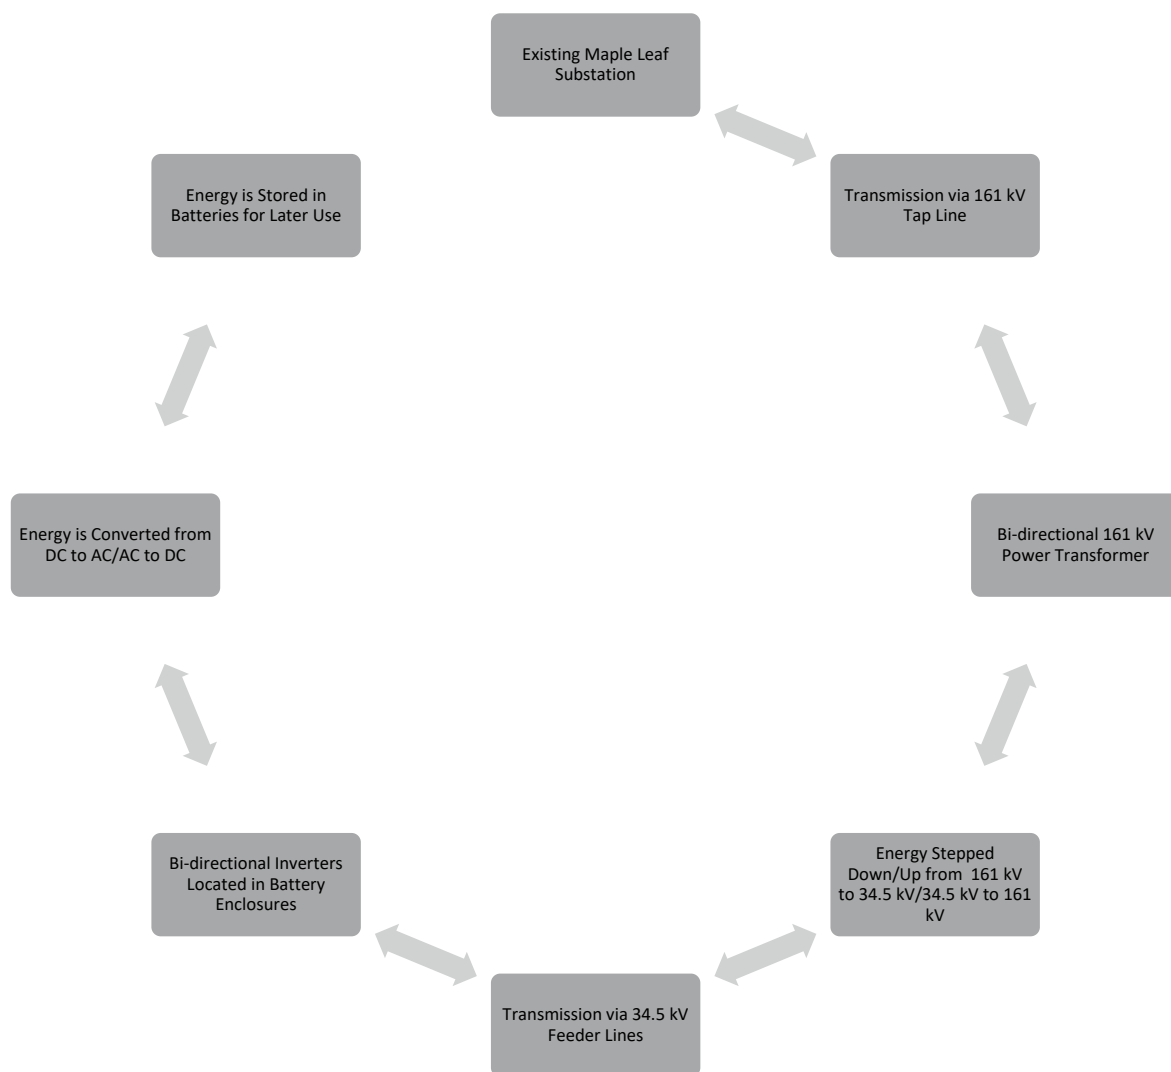 Existing Maple Leaf
Substation
Transmission via 161 kV
Tap Line
Bi-directional 161 kV
Power Transformer
Energy Stepped
Down/Up from 161 kV
to 34.5 kV/34.5 kV to 161
kV
Transmission via 34.5 kV
Feeder Lines
Bi-directional Inverters
Located in Battery
Enclosures
Energy is Converted from
DC to AC/AC to DC
Energy is Stored in
Batteries for Later Use